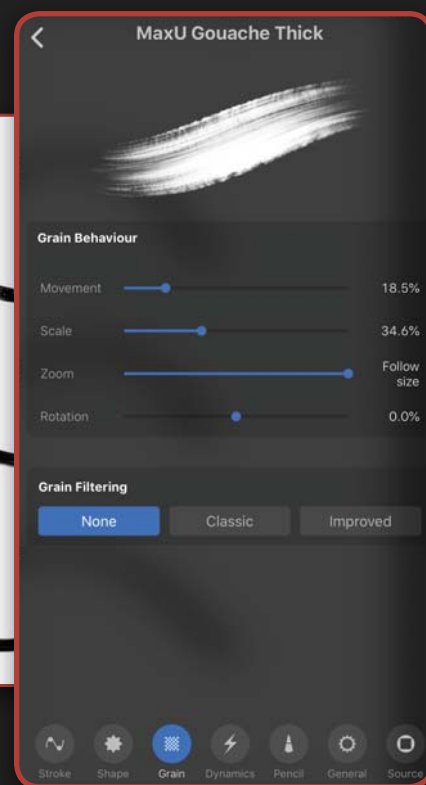 MaxU Gouache Thick
Grain Behaviour
Movement 18.5%
Scale 34.6%
Zoom Follow size
Rotation 0.0%
Grain Filtering
None Classic Improved
Stroke Shape Grain Dynamics Pencil General Source